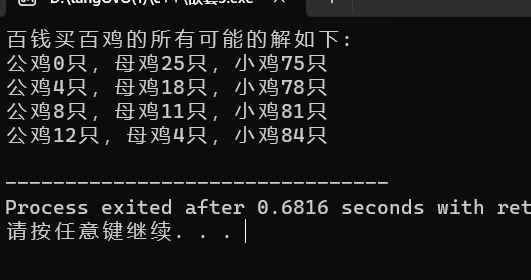 百钱买百鸡的所有可能的解如下:
公鸡0只，母鸡25只，小鸡75只
公鸡4只，母鸡18只，小鸡78只
公鸡8只，母鸡11只，小鸡81只
公鸡12只，母鸡4只，小鸡84只
--------------------------------
Process exited after 0.6816 seconds with ret
请按任意键继续. . .